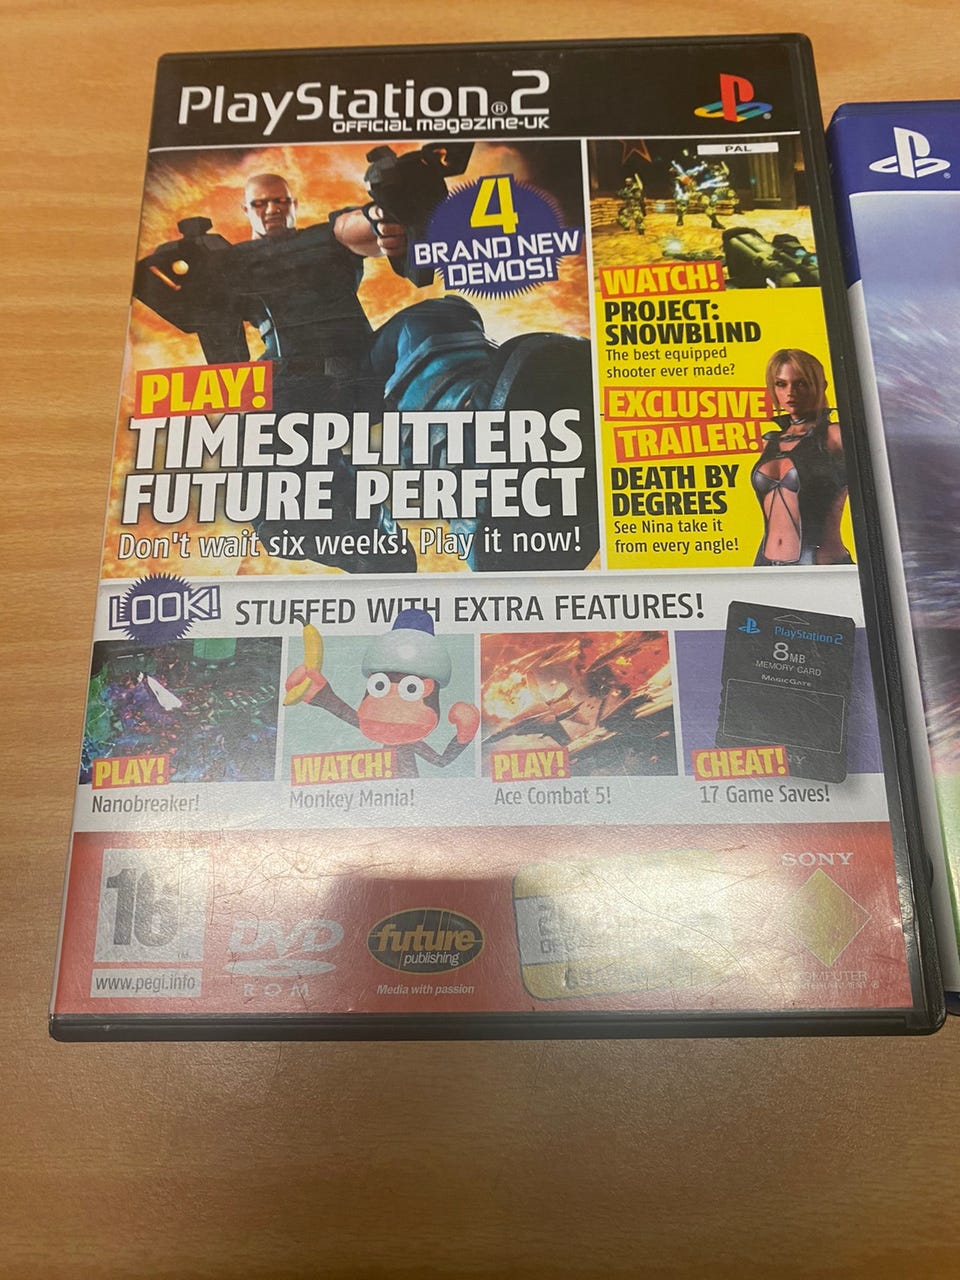 PlayStation®2
OFFICIAL magazine-UK
PAL
4
BRAND NEW
DEMOS!
PLAY!
TIMESPLITTERS
FUTURE PERFECT
Don't wait six weeks! Play it now!
WATCH!
PROJECT:
SNOWBLIND
The best equipped
shooter ever made?
EXCLUSIVE
TRAILER!
DEATH BY
DEGREES
See Nina take it
from every angle!
LOOK! STUFFED WITH EXTRA FEATURES!
PlayStation 2
8MB
MEMORY CARD
MagicGate
PLAY!
Nanobreaker!
WATCH!
Monkey Mania!
PLAY!
Ace Combat 5!
CHEAT!
17 Game Saves!
16
www.pegi.info
DVD
ROM
future
publishing
Media with passion
SONY
COMPUTER
ENTERTAINMENT ®